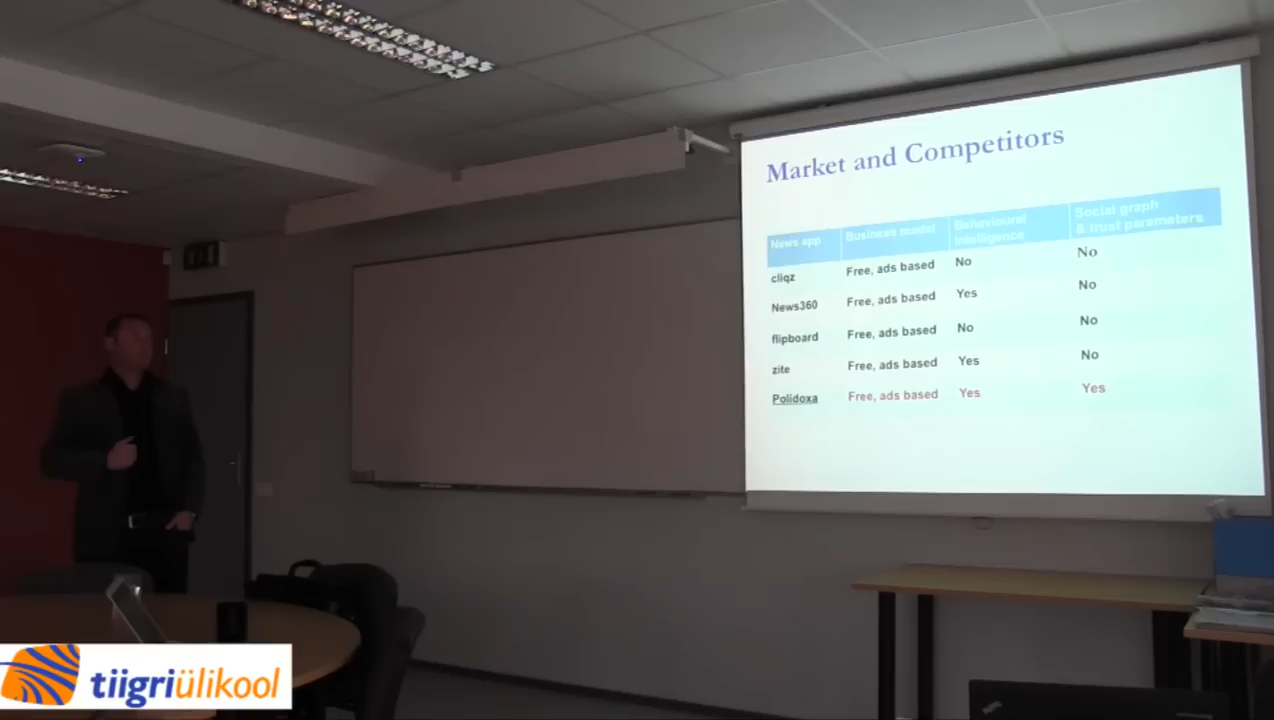 Market and Competitors
News app Business model Behavioural Intelligence Social graph & trust parameters
cliqz Free, ads based No No
News360 Free, ads based Yes No
flipboard Free, ads based No No
zite Free, ads based Yes No
Polidoxa Free, ads based Yes Yes
tiigriülikool